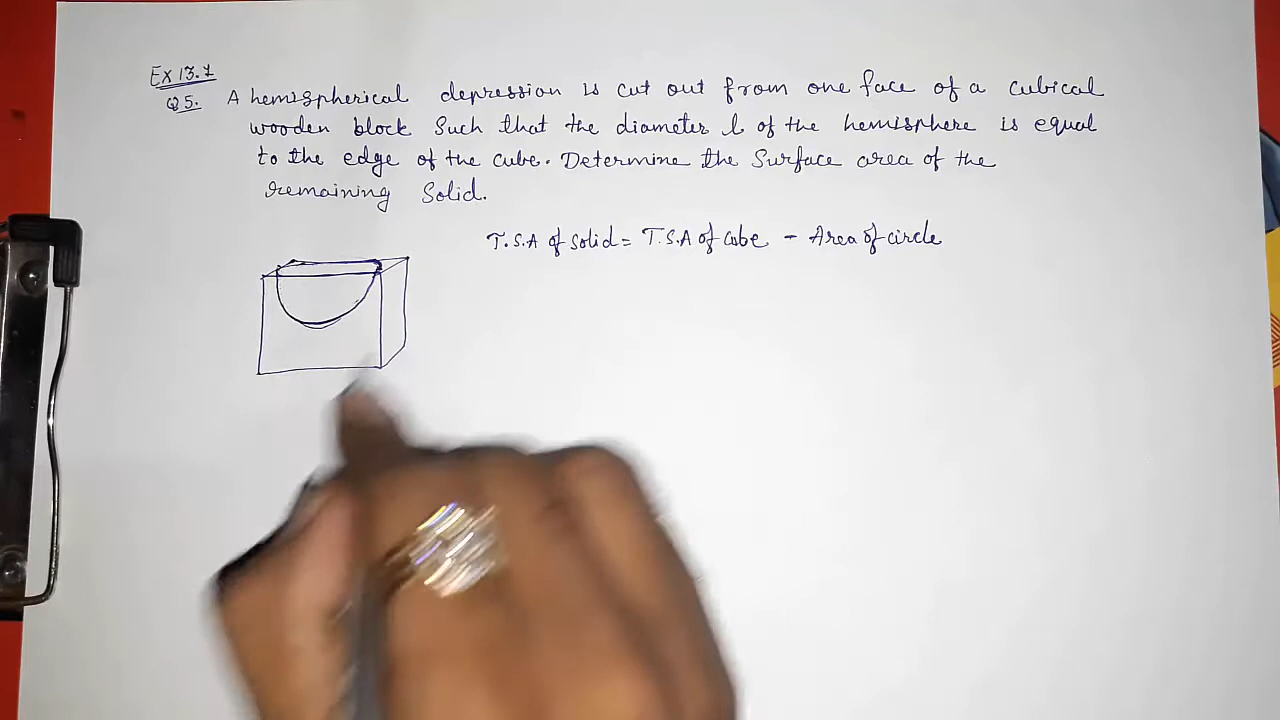 Ex 13.1
Q5. A hemispherical depression is cut out from one face of a cubical
wooden block Such that the diameter l of the hemisphere is equal
to the edge of the cube. Determine the Surface area of the
remaining Solid.
T.S.A of solid = T.S.A of cube - Area of circle